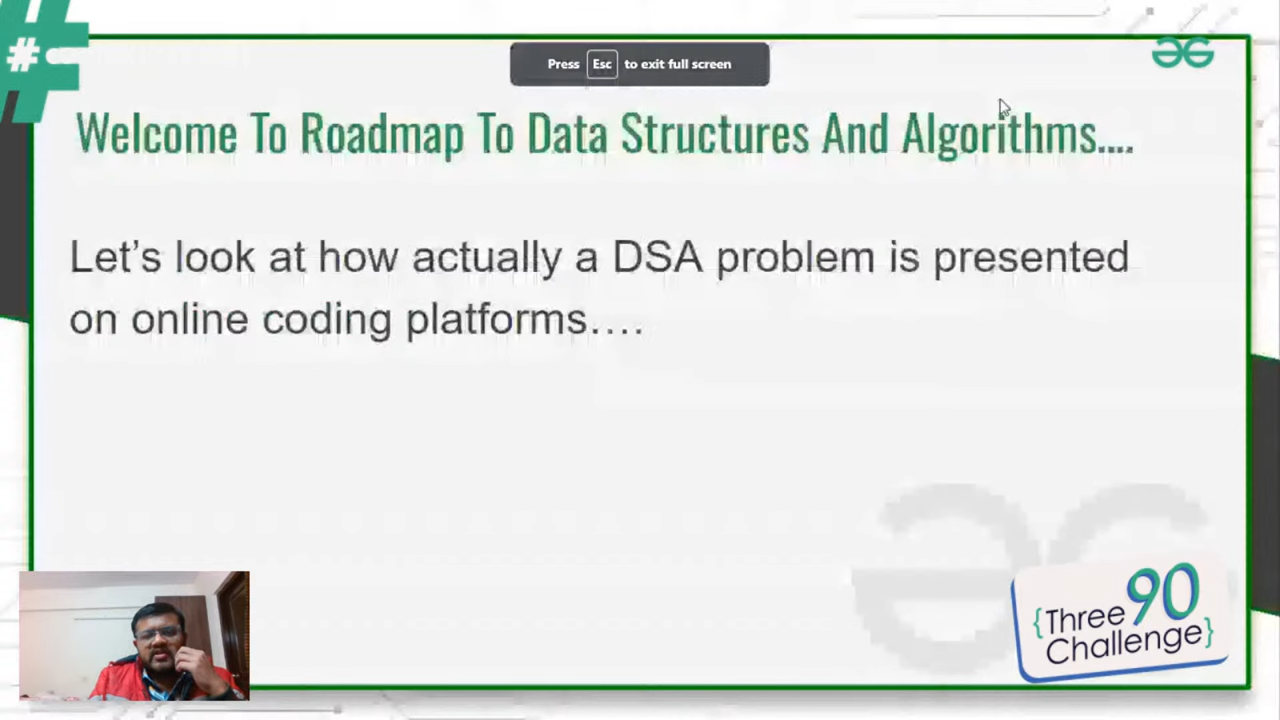 Press Esc to exit full screen
Welcome To Roadmap To Data Structures And Algorithms....
Let's look at how actually a DSA problem is presented
on online coding platforms....
{Three 90
Challenge}